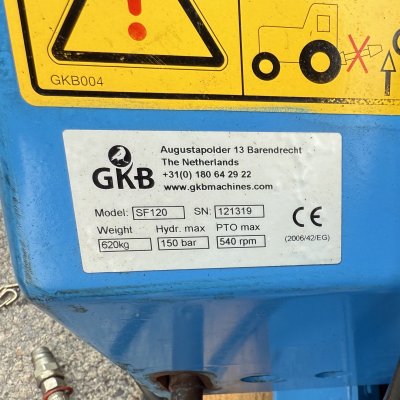 GKB004
GKB
Augustapolder 13 Barendrecht
The Netherlands
+31(0) 180 64 29 22
www.gkbmachines.com
Model: SF120 SN: 121319
Weight Hydr. max PTO max
620kg 150 bar 540 rpm
CE
(2006/42/EG)